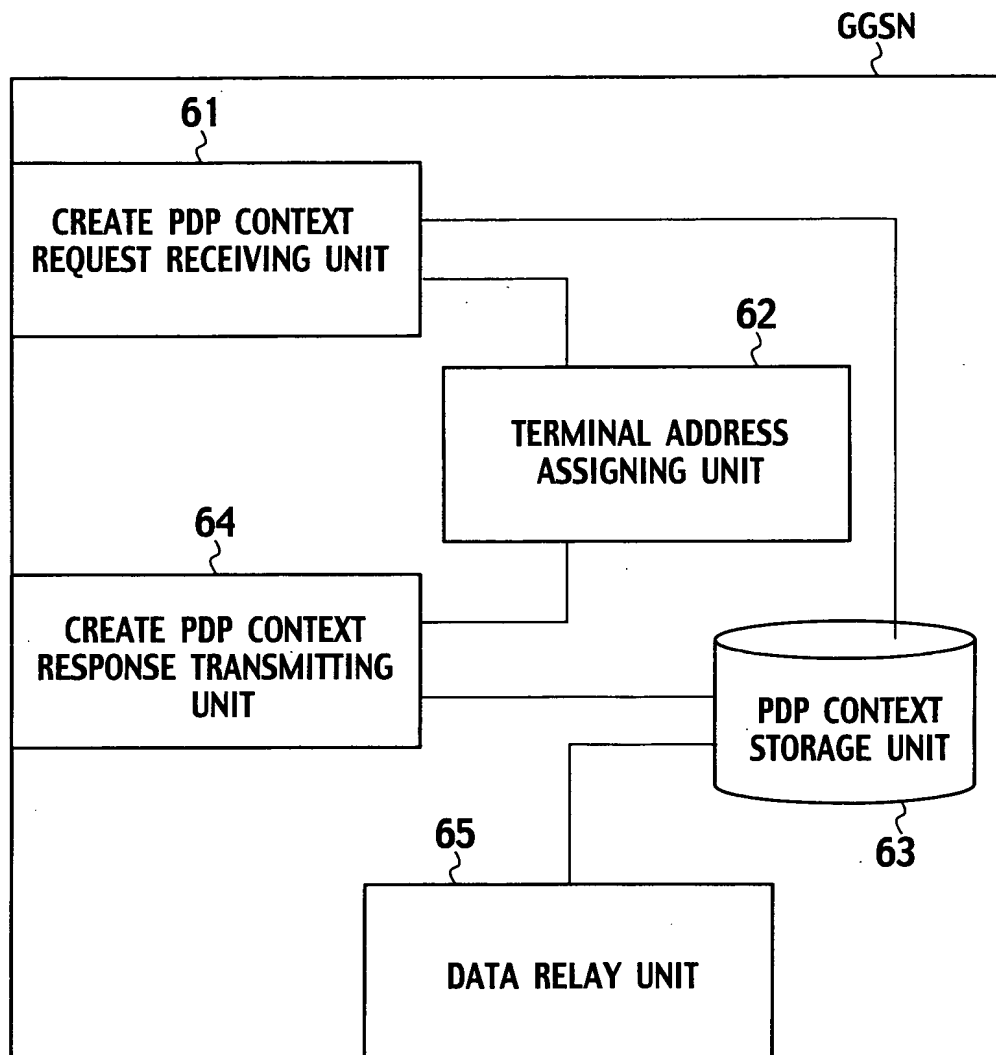 GGSN
61
CREATE PDP CONTEXT
REQUEST RECEIVING UNIT
62
TERMINAL ADDRESS
ASSIGNING UNIT
64
CREATE PDP CONTEXT
RESPONSE TRANSMITTING
UNIT
PDP CONTEXT
STORAGE UNIT
63
65
DATA RELAY UNIT